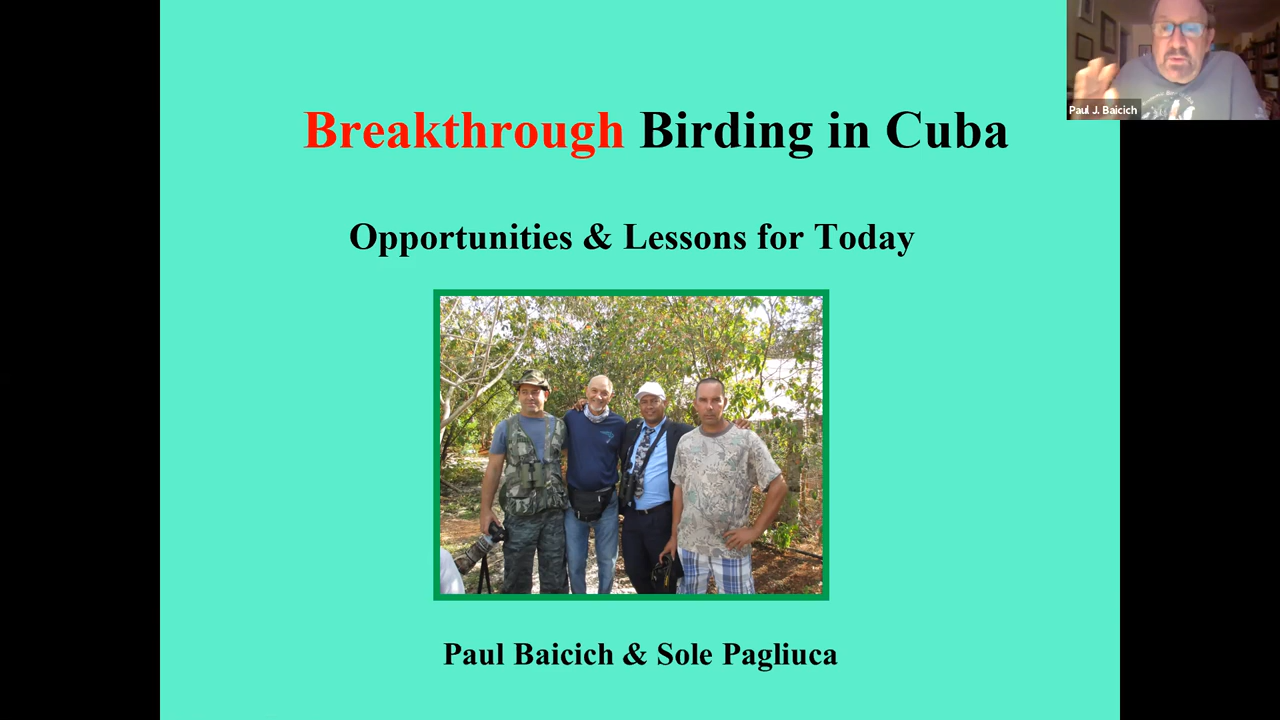 Breakthrough Birding in Cuba
Paul J. Baicich
Opportunities & Lessons for Today
Paul Baicich & Sole Pagliuca